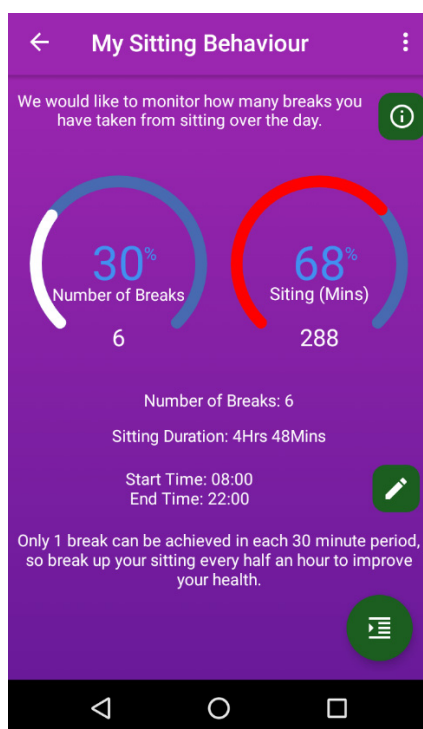 My Sitting Behaviour
We would like to monitor how many breaks you
have taken from sitting over the day.
30%
Number of Breaks
6
68%
Siting (Mins)
288
Number of Breaks: 6
Sitting Duration: 4Hrs 48Mins
Start Time: 08:00
End Time: 22:00
Only 1 break can be achieved in each 30 minute period,
so break up your sitting every half an hour to improve
your health.